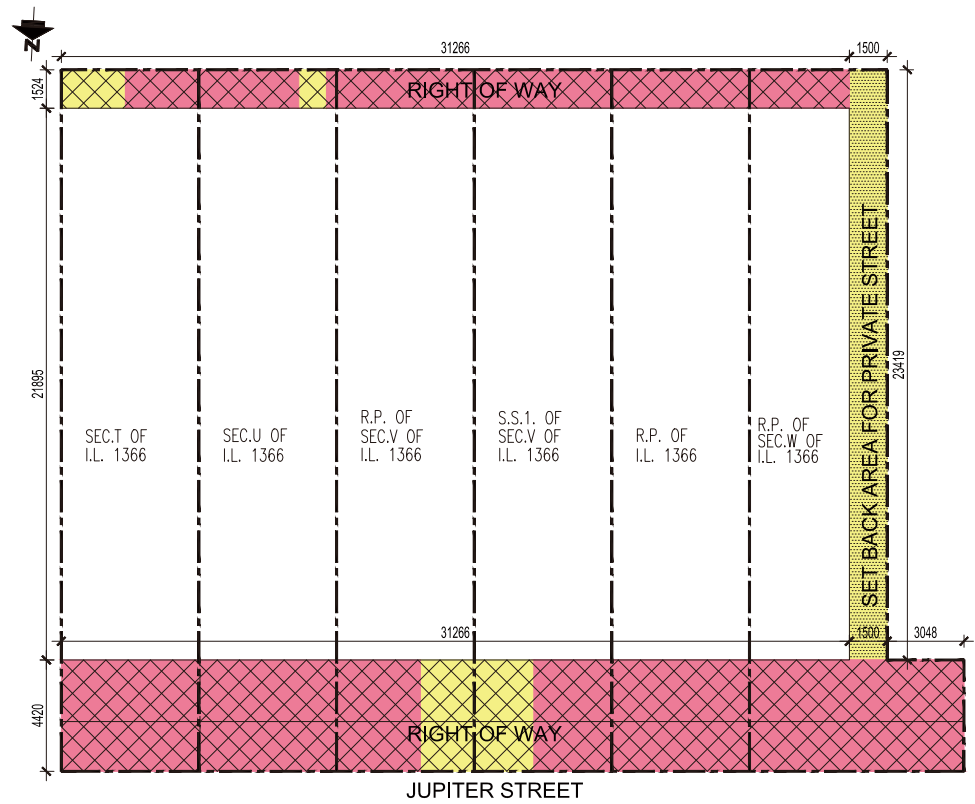 N
31266
1500
1524
RIGHT OF WAY
21895
23419
SET BACK AREA FOR PRIVATE STREET
SEC.T OF
I.L. 1366
SEC.U OF
I.L. 1366
R.P. OF
SEC.V OF
I.L. 1366
S.S.1. OF
SEC.V OF
I.L. 1366
R.P. OF
I.L. 1366
R.P. OF
SEC.W OF
I.L. 1366
31266
1500
3048
4420
RIGHT OF WAY
JUPITER STREET